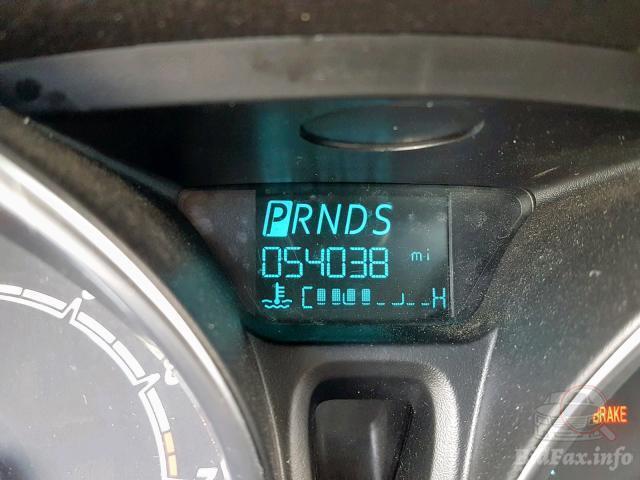 PRNDS
054038 mi
C H
BRAKE
BidFax.info